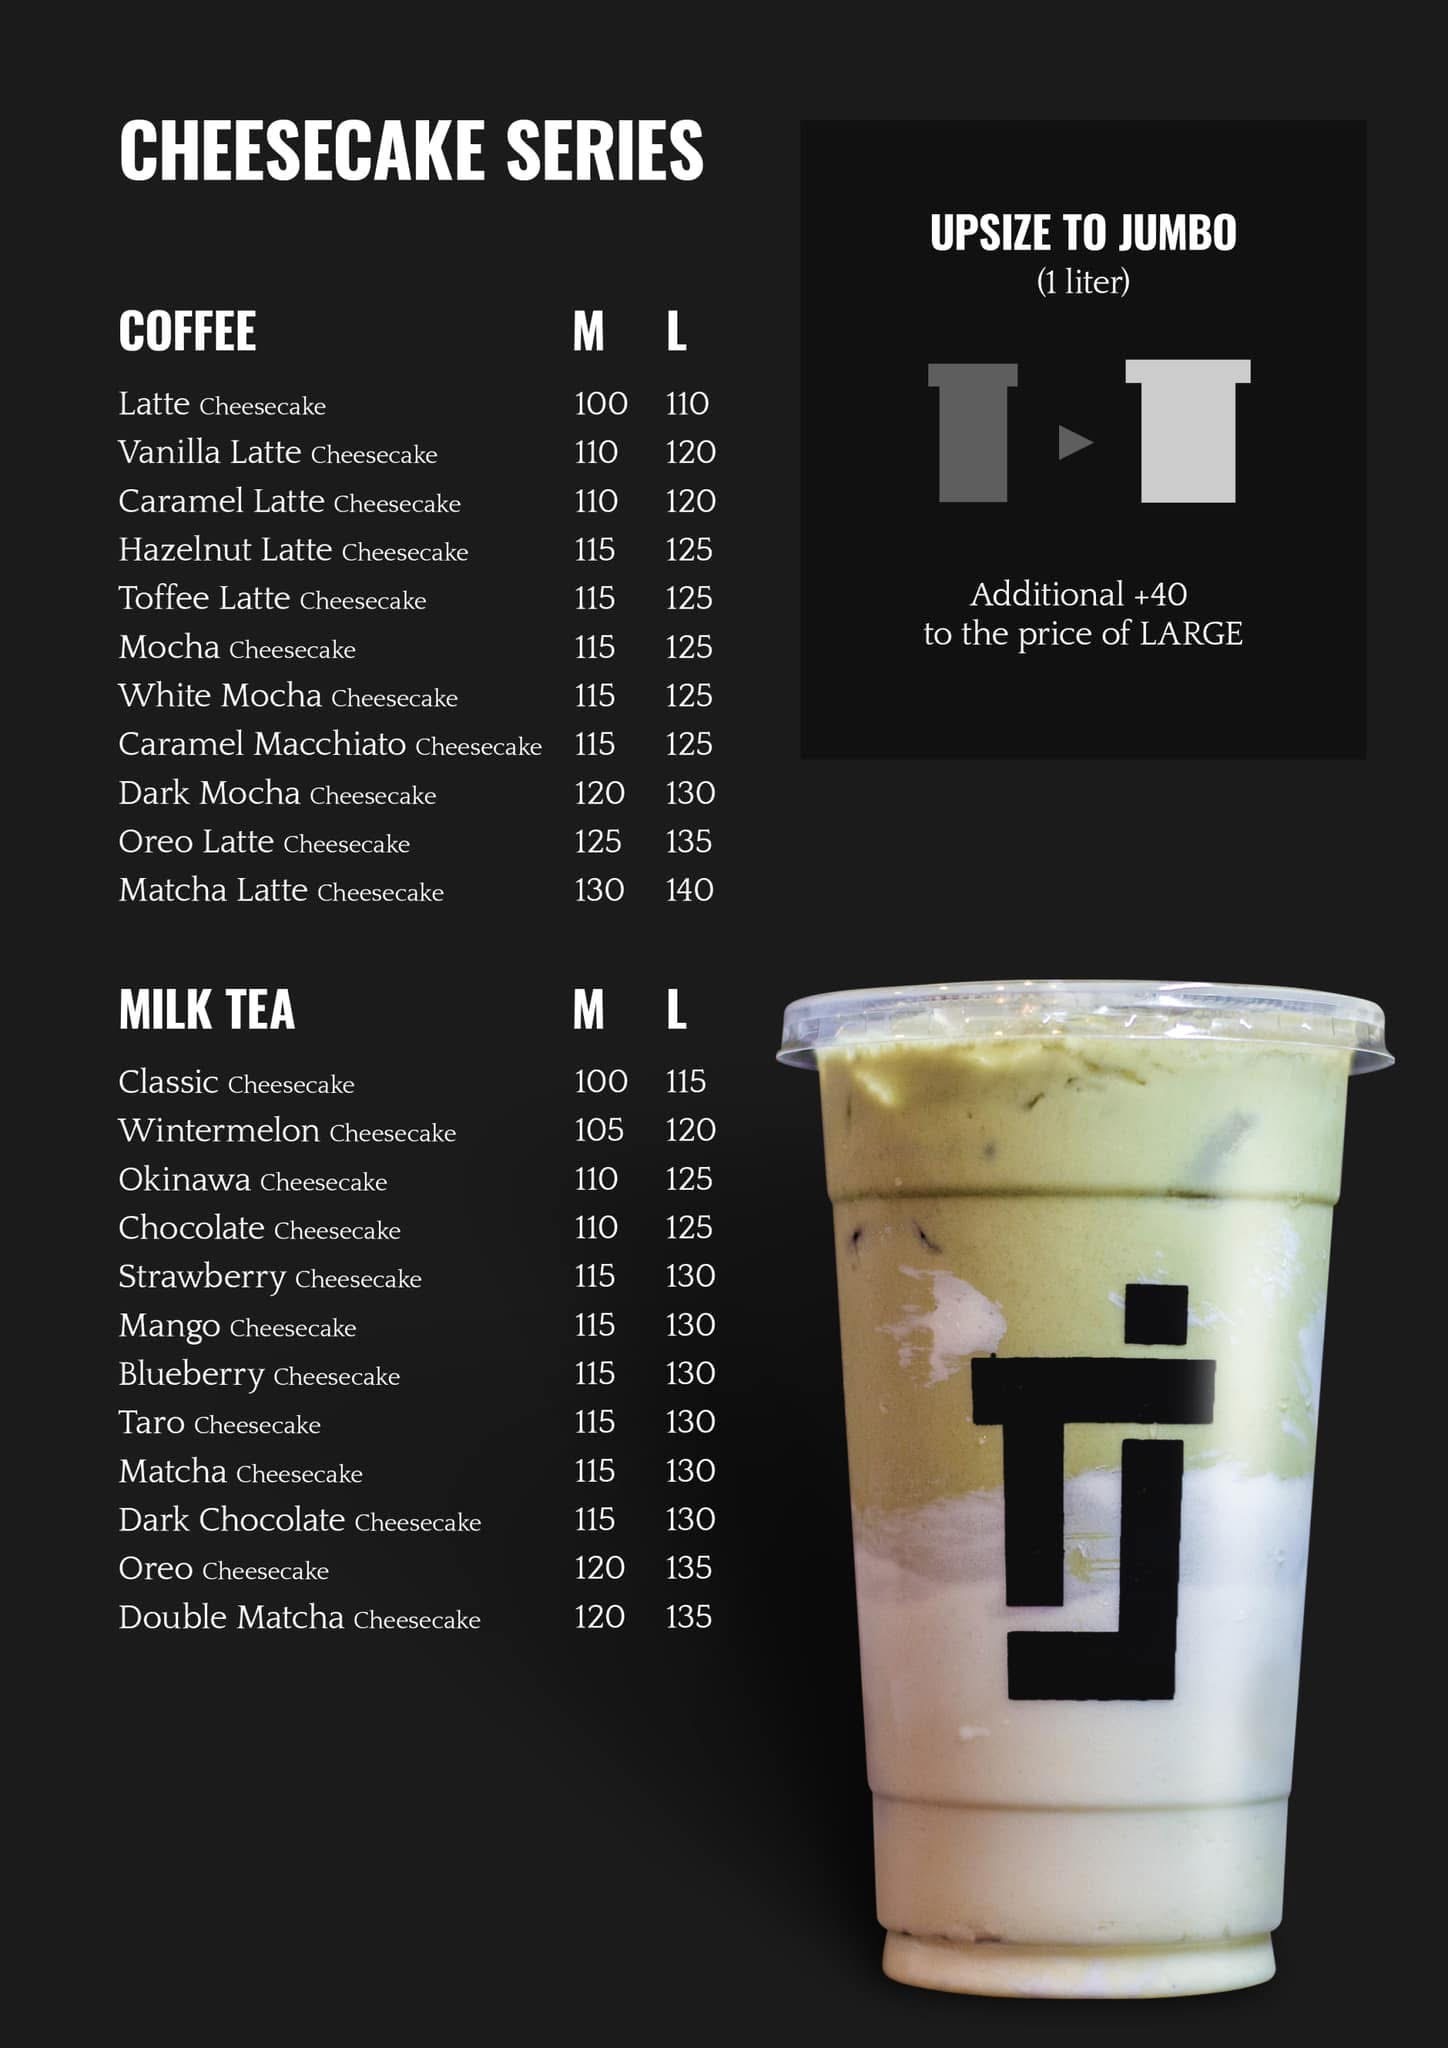 CHEESECAKE SERIES
COFFEE M L
Latte Cheesecake 100 110
Vanilla Latte Cheesecake 110 120
Caramel Latte Cheesecake 110 120
Hazelnut Latte Cheesecake 115 125
Toffee Latte Cheesecake 115 125
Mocha Cheesecake 115 125
White Mocha Cheesecake 115 125
Caramel Macchiato Cheesecake 115 125
Dark Mocha Cheesecake 120 130
Oreo Latte Cheesecake 125 135
Matcha Latte Cheesecake 130 140
MILK TEA M L
Classic Cheesecake 100 115
Wintermelon Cheesecake 105 120
Okinawa Cheesecake 110 125
Chocolate Cheesecake 110 125
Strawberry Cheesecake 115 130
Mango Cheesecake 115 130
Blueberry Cheesecake 115 130
Taro Cheesecake 115 130
Matcha Cheesecake 115 130
Dark Chocolate Cheesecake 115 130
Oreo Cheesecake 120 135
Double Matcha Cheesecake 120 135
UPSIZE TO JUMBO
(1 liter)
Additional +40
to the price of LARGE